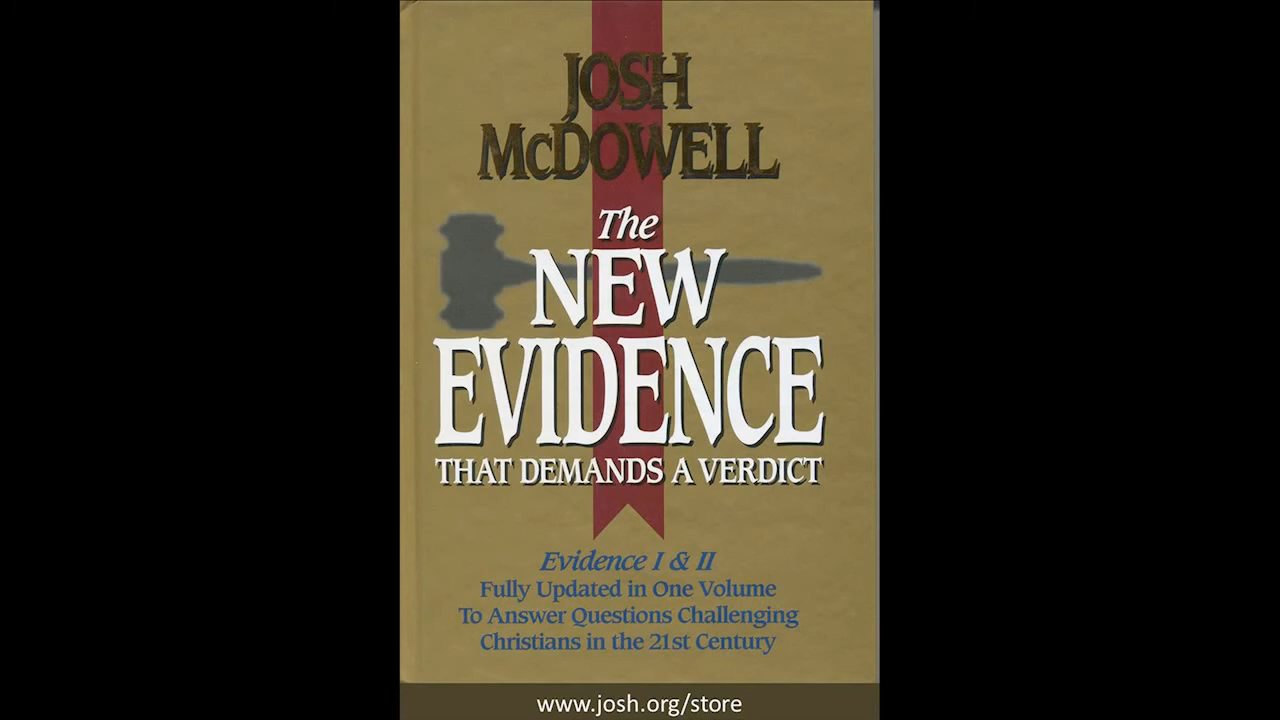 JOSH
McDOWELL
The
NEW
EVIDENCE
THAT DEMANDS A VERDICT
Evidence I & II
Fully Updated in One Volume
To Answer Questions Challenging
Christians in the 21st Century
www.josh.org/store